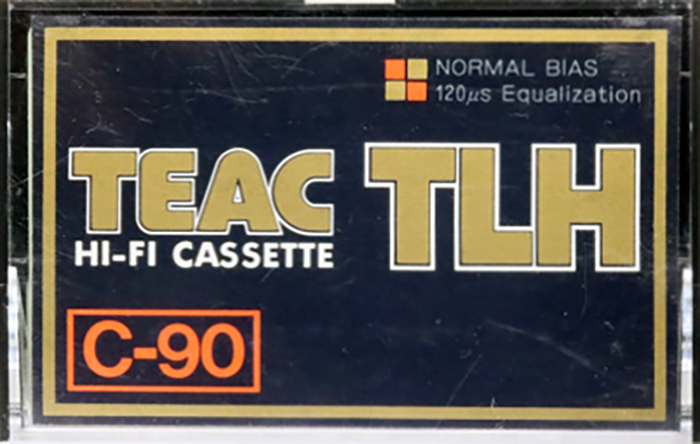 NORMAL BIAS
120µs Equalization
TEAC TLH
HI-FI CASSETTE
C-90